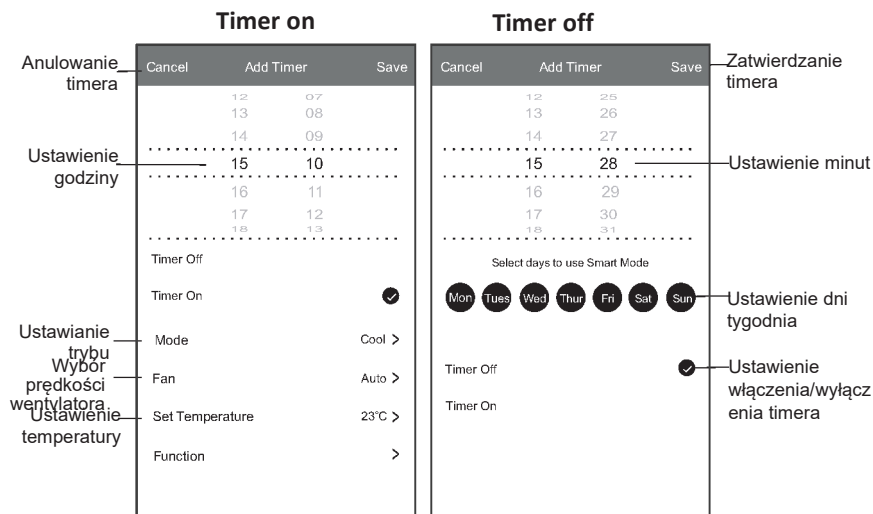 Timer on
Timer off
Anulowanie
timera
Cancel Add Timer Save
Cancel Add Timer Save
Zatwierdzanie
timera
12 07
13 08
14 09
15 10
16 11
17 12
18 13
12 25
13 26
14 27
15 28
16 29
17 30
18 31
Ustawienie
godziny
Ustawienie minut
Timer Off
Timer On
Select days to use Smart Mode
Mon Tues Wed Thur Fri Sat Sun
Ustawienie dni
tygodnia
Ustawianie
trybu
Mode Cool >
Wybór
prędkości
wentylatora
Fan Auto >
Ustawienie
temperatury
Set Temperature 23°C >
Function >
Timer Off
Timer On
Ustawienie
włączenia/wyłącz
enia timera